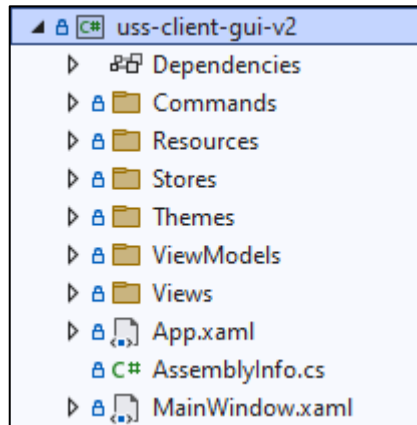 C# uss-client-gui-v2
Dependencies
Commands
Resources
Stores
Themes
ViewModels
Views
App.xaml
C# AssemblyInfo.cs
MainWindow.xaml